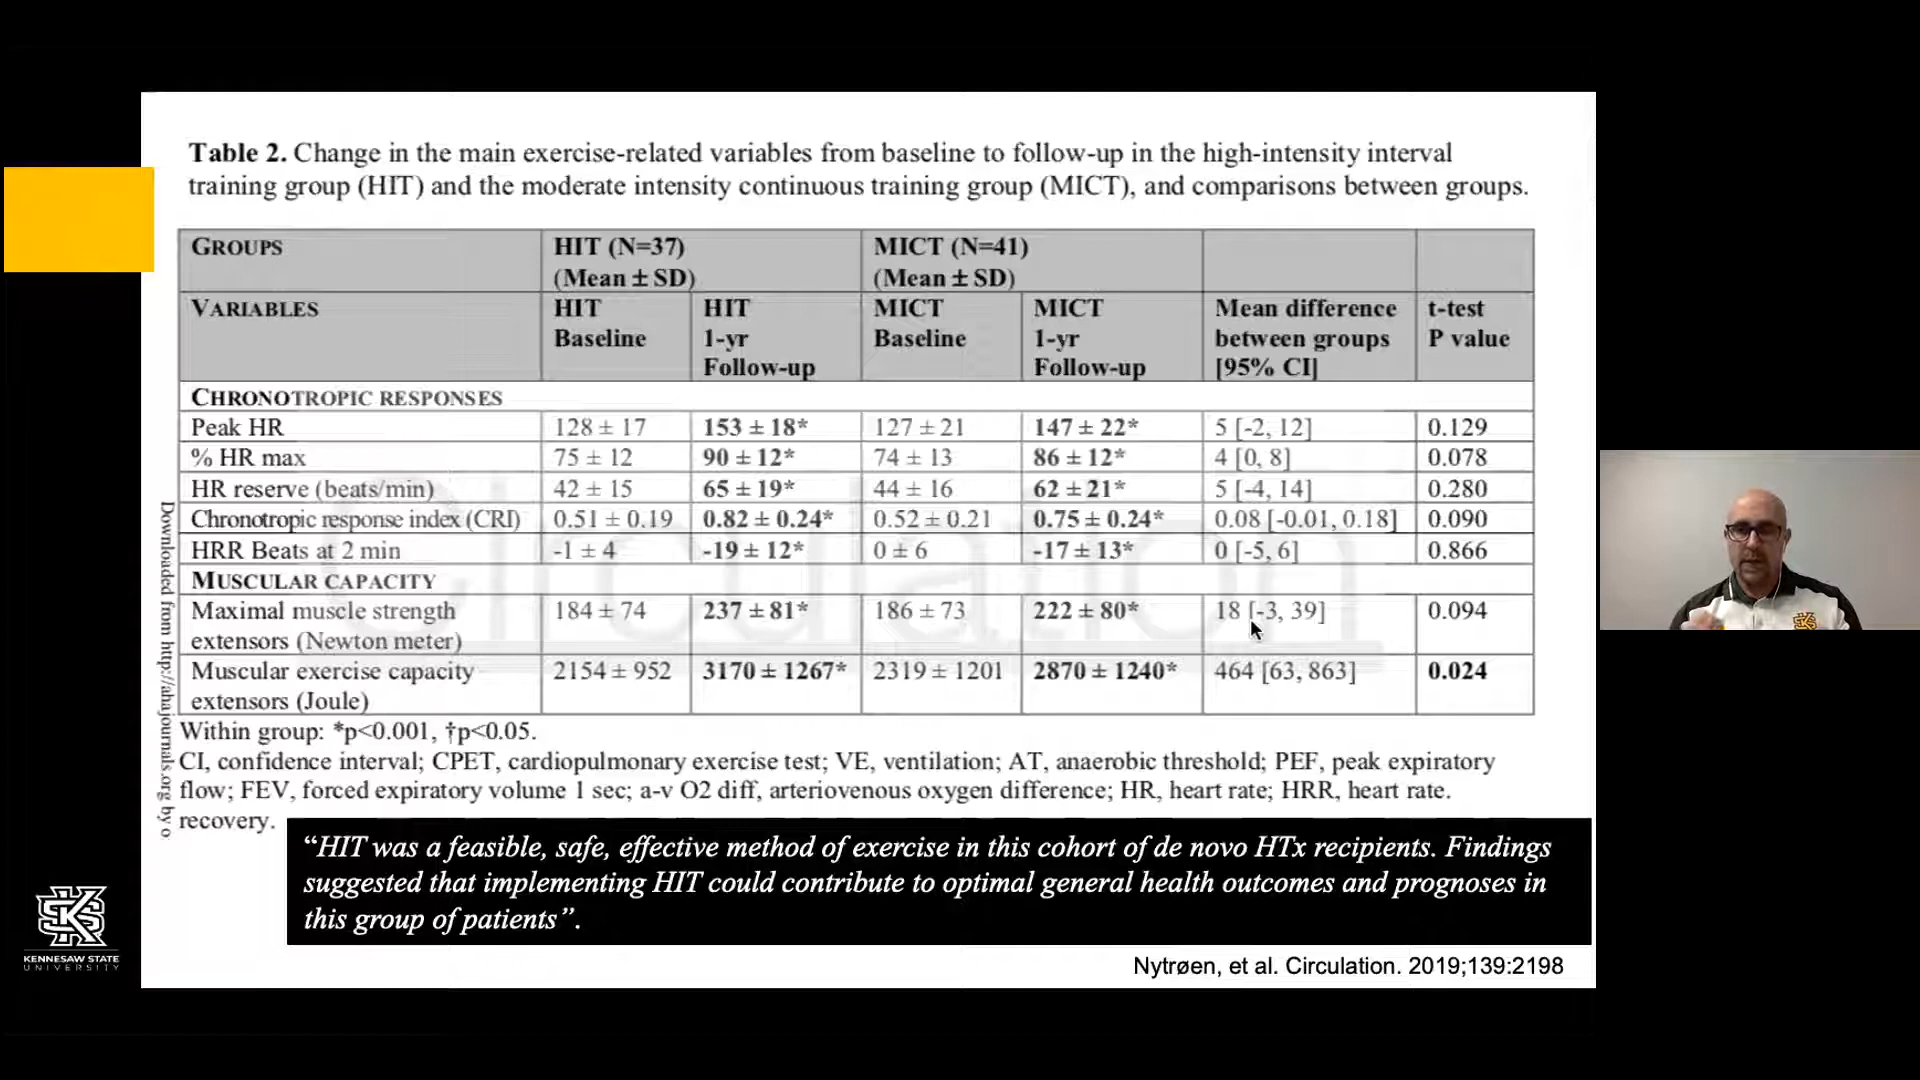 Table 2. Change in the main exercise-related variables from baseline to follow-up in the high-intensity interval
training group (HIT) and the moderate intensity continuous training group (MICT), and comparisons between groups.
GROUPS HIT (N=37) (Mean ± SD) MICT (N=41) (Mean ± SD)
VARIABLES HIT Baseline HIT 1-yr Follow-up MICT Baseline MICT 1-yr Follow-up Mean difference between groups [95% CI] t-test P value
CHRONOTROPIC RESPONSES
Peak HR 128 ± 17 153 ± 18* 127 ± 21 147 ± 22* 5 [-2, 12] 0.129
% HR max 75 ± 12 90 ± 12* 74 ± 13 86 ± 12* 4 [0, 8] 0.078
HR reserve (beats/min) 42 ± 15 65 ± 19* 44 ± 16 62 ± 21* 5 [-4, 14] 0.280
Chronotropic response index (CRI) 0.51 ± 0.19 0.82 ± 0.24* 0.52 ± 0.21 0.75 ± 0.24* 0.08 [-0.01, 0.18] 0.090
HRR Beats at 2 min -1 ± 4 -19 ± 12* 0 ± 6 -17 ± 13* 0 [-5, 6] 0.866
MUSCULAR CAPACITY
Maximal muscle strength extensors (Newton meter) 184 ± 74 237 ± 81* 186 ± 73 222 ± 80* 18 [-3, 39] 0.094
Muscular exercise capacity extensors (Joule) 2154 ± 952 3170 ± 1267* 2319 ± 1201 2870 ± 1240* 464 [63, 863] 0.024
Within group: *p<0.001, †p<0.05.
CI, confidence interval; CPET, cardiopulmonary exercise test; VE, ventilation; AT, anaerobic threshold; PEF, peak expiratory
flow; FEV, forced expiratory volume 1 sec; a-v O2 diff, arteriovenous oxygen difference; HR, heart rate; HRR, heart rate.
recovery.
Circulation
Downloaded from http://ahajournals.org by o
“HIT was a feasible, safe, effective method of exercise in this cohort of de novo HTx recipients. Findings
suggested that implementing HIT could contribute to optimal general health outcomes and prognoses in
this group of patients”.
Nytrøen, et al. Circulation. 2019;139:2198
KS
KENNESAW STATE
UNIVERSITY
KS